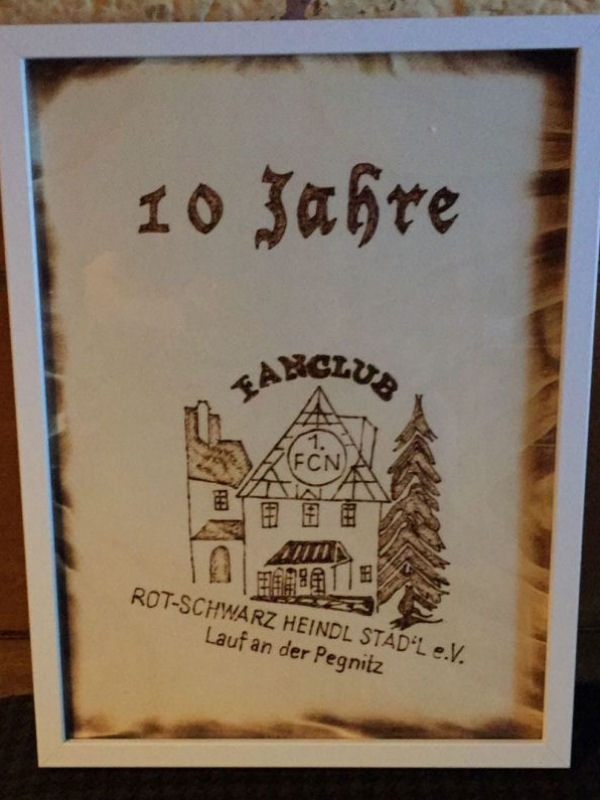 10 Jahre
FANCLUB
1.
FCN
ROT-SCHWARZ HEINDL STAD'L e.V.
Lauf an der Pegnitz